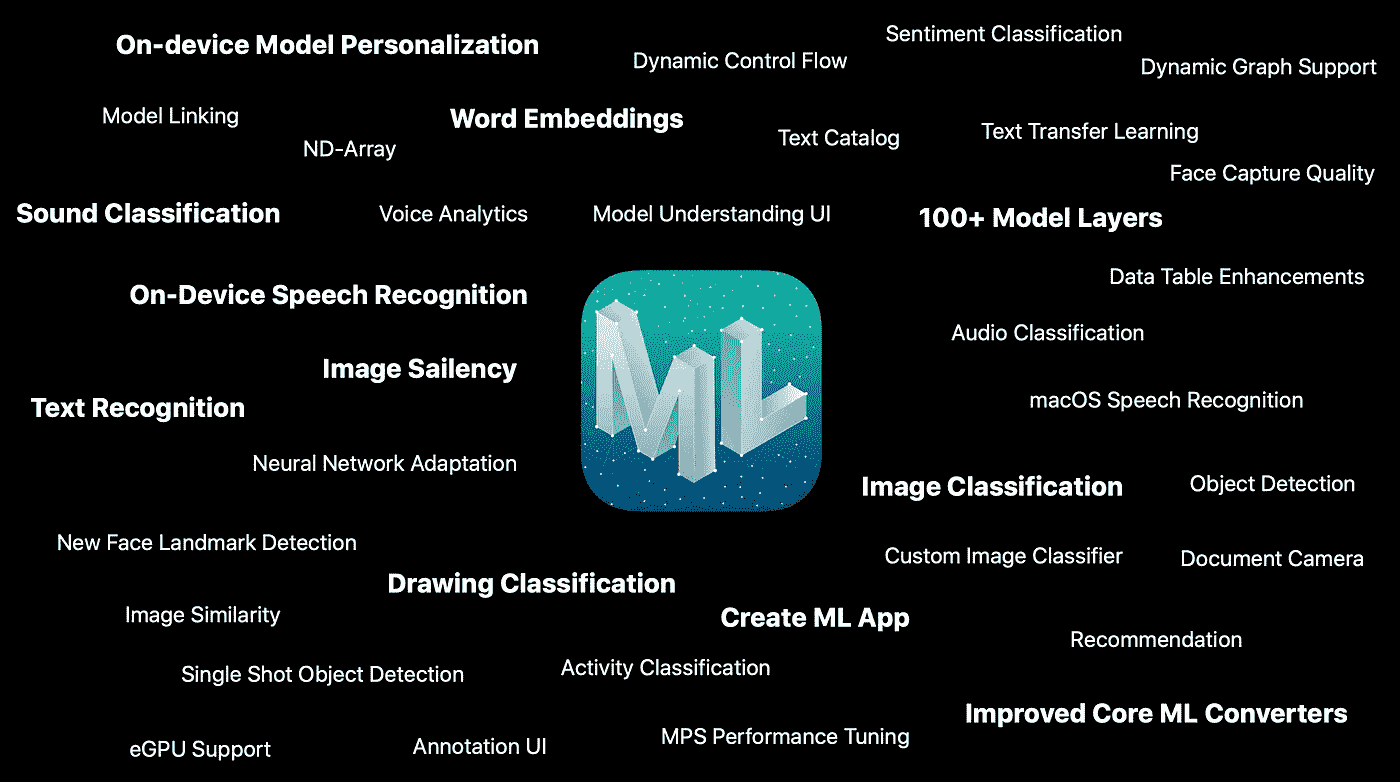 On-device Model Personalization
Sentiment Classification
Dynamic Control Flow
Dynamic Graph Support
Model Linking
Word Embeddings
Text Transfer Learning
Text Catalog
ND-Array
Face Capture Quality
Sound Classification
Voice Analytics
Model Understanding UI
100+ Model Layers
Data Table Enhancements
On-Device Speech Recognition
Audio Classification
Image Sailency
ML
macOS Speech Recognition
Text Recognition
Neural Network Adaptation
Image Classification
Object Detection
New Face Landmark Detection
Custom Image Classifier
Document Camera
Drawing Classification
Image Similarity
Create ML App
Recommendation
Single Shot Object Detection
Activity Classification
Improved Core ML Converters
eGPU Support
Annotation UI
MPS Performance Tuning